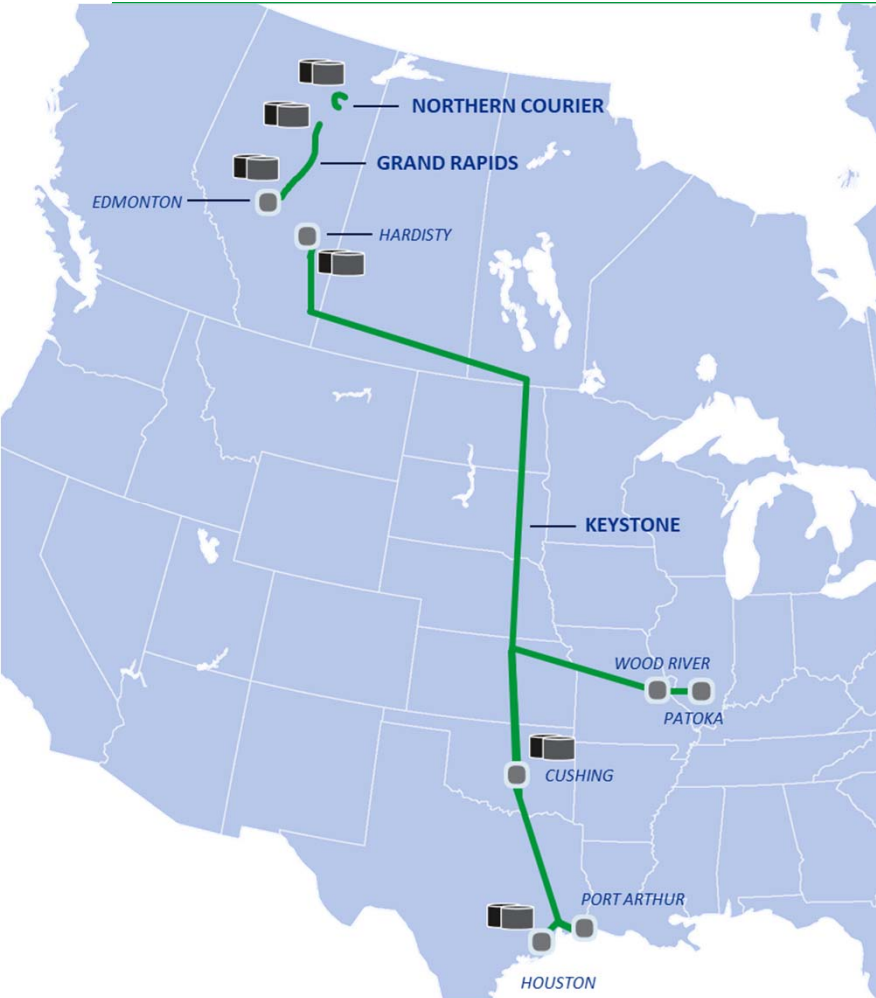 NORTHERN COURIER
GRAND RAPIDS
EDMONTON
HARDISTY
KEYSTONE
WOOD RIVER
PATOKA
CUSHING
PORT ARTHUR
HOUSTON